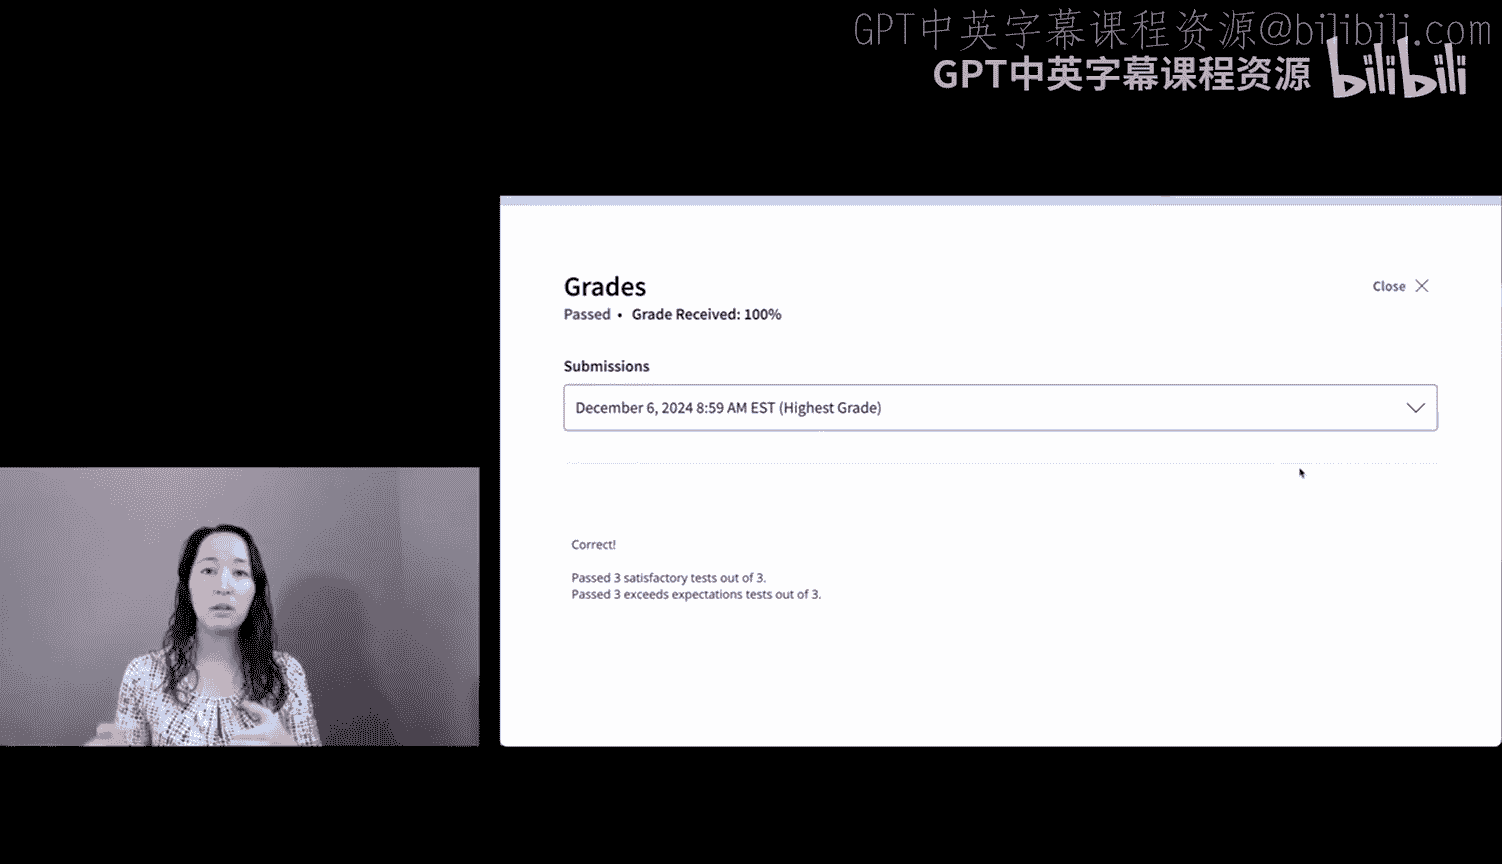 GPT中英字幕课程资源@bilibili.com
GPT中英字幕课程资源 bilibili
Grades
Close
Passed • Grade Received: 100%
Submissions
December 6, 2024 8:59 AM EST (Highest Grade)
Correct!
Passed 3 satisfactory tests out of 3.
Passed 3 exceeds expectations tests out of 3.